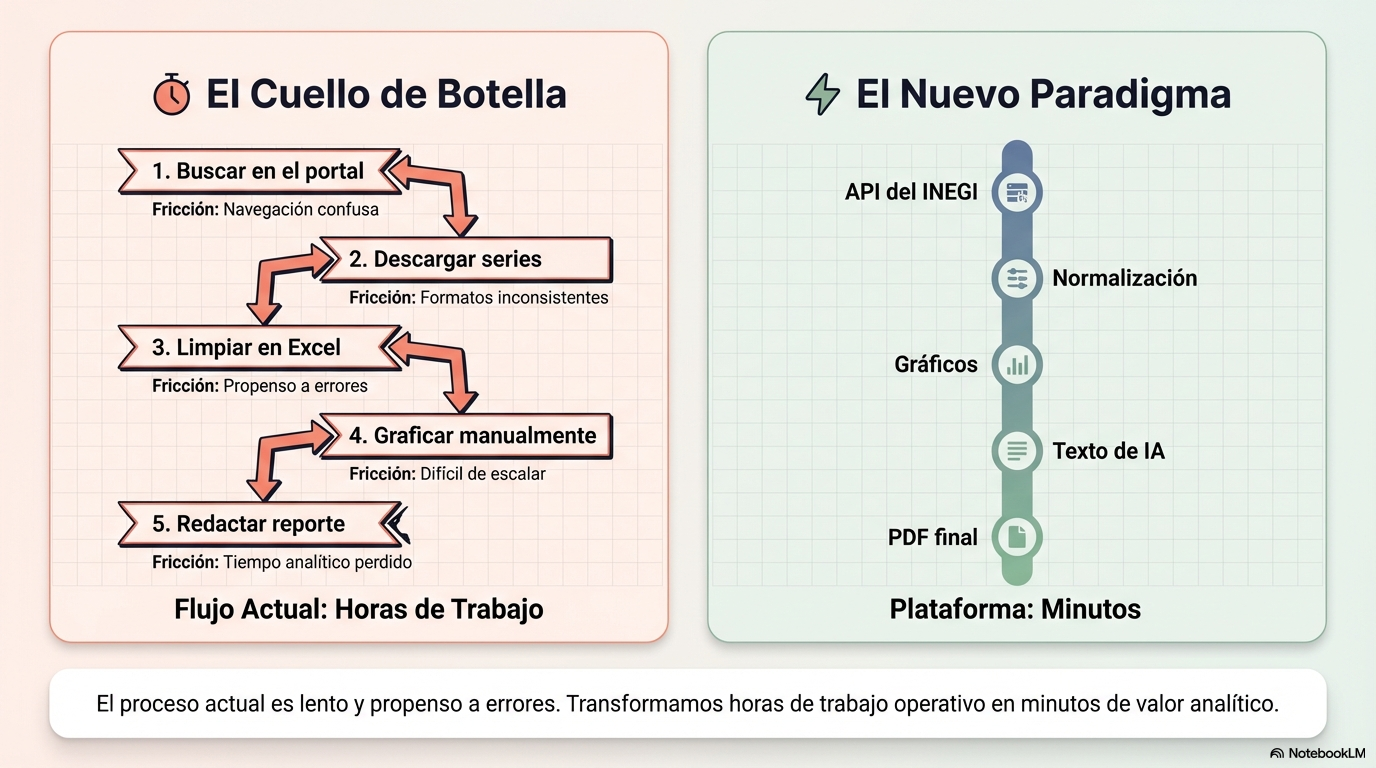 El Cuello de Botella
1. Buscar en el portal
Fricción: Navegación confusa
2. Descargar series
Fricción: Formatos inconsistentes
3. Limpiar en Excel
Fricción: Propenso a errores
4. Graficar manualmente
Fricción: Difícil de escalar
5. Redactar reporte
Fricción: Tiempo analítico perdido
Flujo Actual: Horas de Trabajo
El Nuevo Paradigma
API del INEGI
Normalización
Gráficos
Texto de IA
PDF final
Plataforma: Minutos
El proceso actual es lento y propenso a errores. Transformamos horas de trabajo operativo en minutos de valor analítico.
NotebookLM